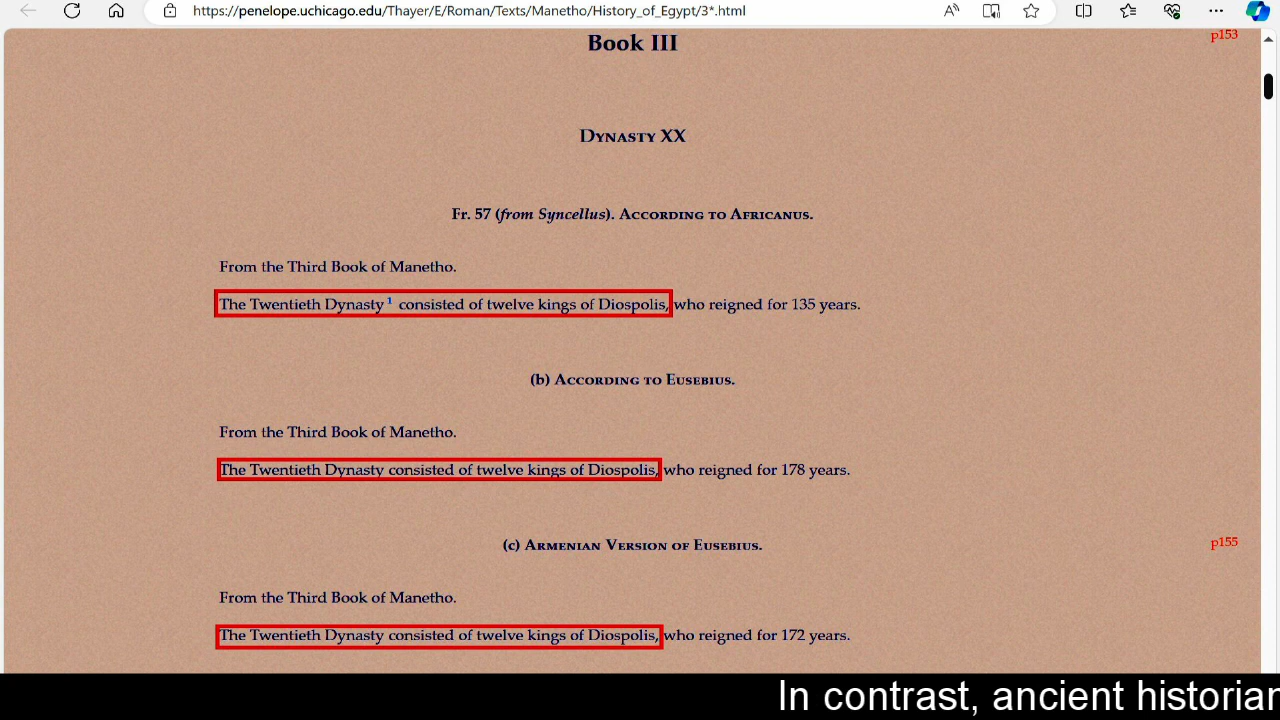 https://penelope.uchicago.edu/Thayer/E/Roman/Texts/Manetho/History_of_Egypt/3*.html
Book III
p153
Dynasty XX
Fr. 57 (from Syncellus). According to Africanus.
From the Third Book of Manetho.
The Twentieth Dynasty 1 consisted of twelve kings of Diospolis, who reigned for 135 years.
(b) According to Eusebius.
From the Third Book of Manetho.
The Twentieth Dynasty consisted of twelve kings of Diospolis, who reigned for 178 years.
(c) Armenian Version of Eusebius.
p155
From the Third Book of Manetho.
The Twentieth Dynasty consisted of twelve kings of Diospolis, who reigned for 172 years.
In contrast, ancient historian